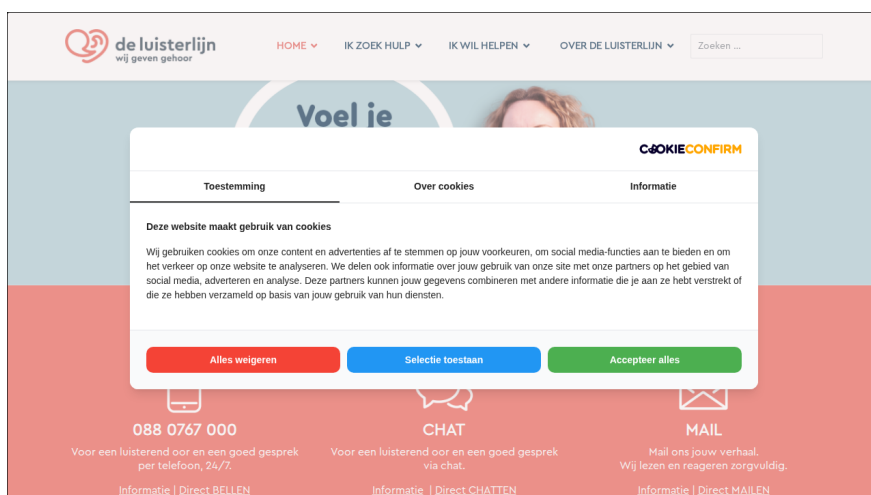 de luisterlijn
wij geven gehoor
HOME
IK ZOEK HULP
IK WIL HELPEN
OVER DE LUISTERLIJN
Zoeken ...
Voel je
COOKIECONFIRM
Toestemming
Over cookies
Informatie
Deze website maakt gebruik van cookies
Wij gebruiken cookies om onze content en advertenties af te stemmen op jouw voorkeuren, om social media-functies aan te bieden en om
het verkeer op onze website te analyseren. We delen ook informatie over jouw gebruik van onze site met onze partners op het gebied van
social media, adverteren en analyse. Deze partners kunnen jouw gegevens combineren met andere informatie die je aan ze hebt verstrekt of
die ze hebben verzameld op basis van jouw gebruik van hun diensten.
Alles weigeren
Selectie toestaan
Accepteer alles
088 0767 000
Voor een luisterend oor en een goed gesprek
per telefoon, 24/7.
Informatie | Direct BELLEN
CHAT
Voor een luisterend oor en een goed gesprek
via chat.
Informatie | Direct CHATTEN
MAIL
Mail ons jouw verhaal.
Wij lezen en reageren zorgvuldig.
Informatie | Direct MAILEN